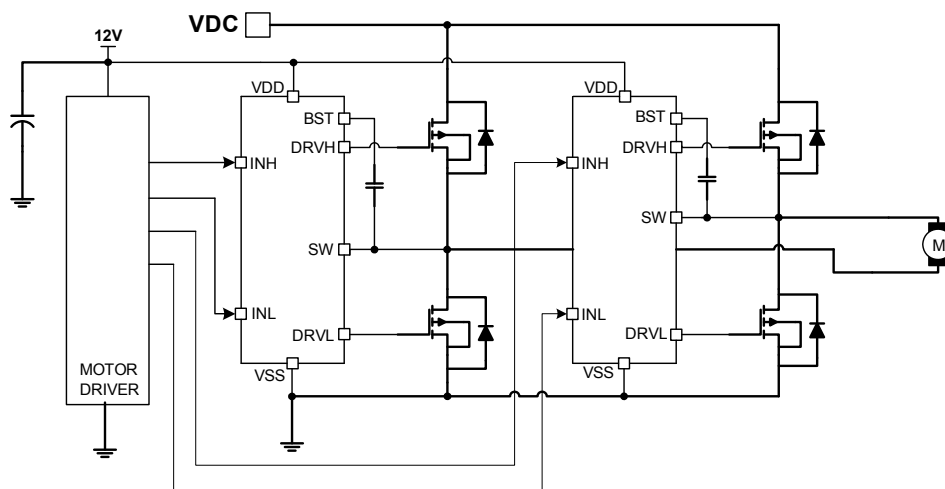 VDC
12V
VDD
VDD
BST
BST
DRVH
DRVH
INH
INH
SW
SW
M
INL
INL
DRVL
DRVL
MOTOR
DRIVER
VSS
VSS